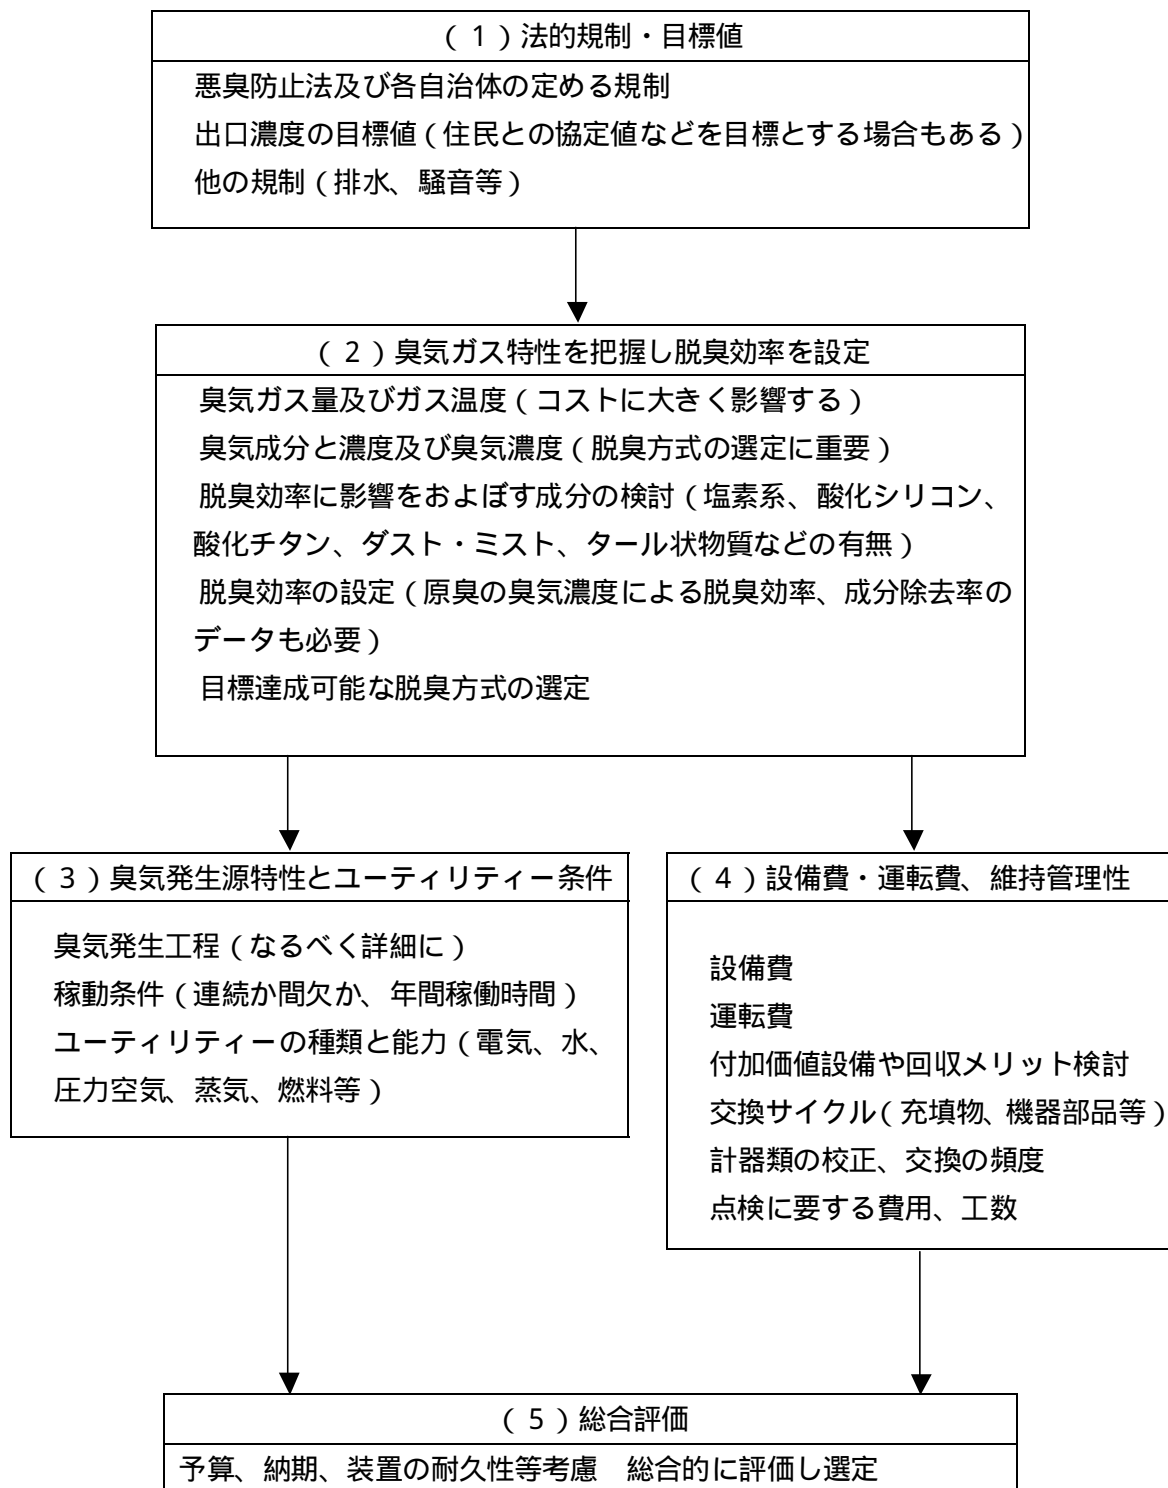 （１）法的規制・目標値
悪臭防止法及び各自治体の定める規制
出口濃度の目標値（住民との協定値などを目標とする場合もある）
他の規制（排水、騒音等）
（２）臭気ガス特性を把握し脱臭効率を設定
臭気ガス量及びガス温度（コストに大きく影響する）
臭気成分と濃度及び臭気濃度（脱臭方式の選定に重要）
脱臭効率に影響をおよぼす成分の検討（塩素系、酸化シリコン、
酸化チタン、ダスト・ミスト、タール状物質などの有無）
脱臭効率の設定（原臭の臭気濃度による脱臭効率、成分除去率の
データも必要）
目標達成可能な脱臭方式の選定
（３）臭気発生源特性とユーティリティー条件
臭気発生工程（なるべく詳細に）
稼動条件（連続か間欠か、年間稼働時間）
ユーティリティーの種類と能力（電気、水、
圧力空気、蒸気、燃料等）
（４）設備費・運転費、維持管理性
設備費
運転費
付加価値設備や回収メリット検討
交換サイクル（充填物、機器部品等）
計器類の校正、交換の頻度
点検に要する費用、工数
（５）総合評価
予算、納期、装置の耐久性等考慮　総合的に評価し選定